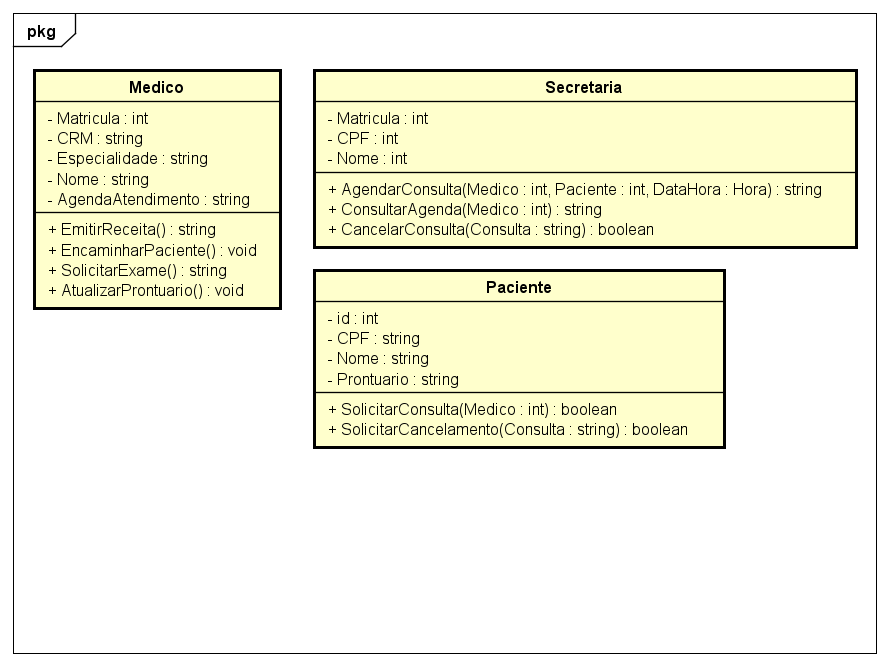 pkg
Medico
- Matricula : int
- CRM : string
- Especialidade : string
- Nome : string
- AgendaAtendimento : string
+ EmitirReceita() : string
+ EncaminharPaciente() : void
+ SolicitarExame() : string
+ AtualizarProntuario() : void
Secretaria
- Matricula : int
- CPF : int
- Nome : int
+ AgendarConsulta(Medico : int, Paciente : int, DataHora : Hora) : string
+ ConsultarAgenda(Medico : int) : string
+ CancelarConsulta(Consulta : string) : boolean
Paciente
- id : int
- CPF : string
- Nome : string
- Prontuario : string
+ SolicitarConsulta(Medico : int) : boolean
+ SolicitarCancelamento(Consulta : string) : boolean